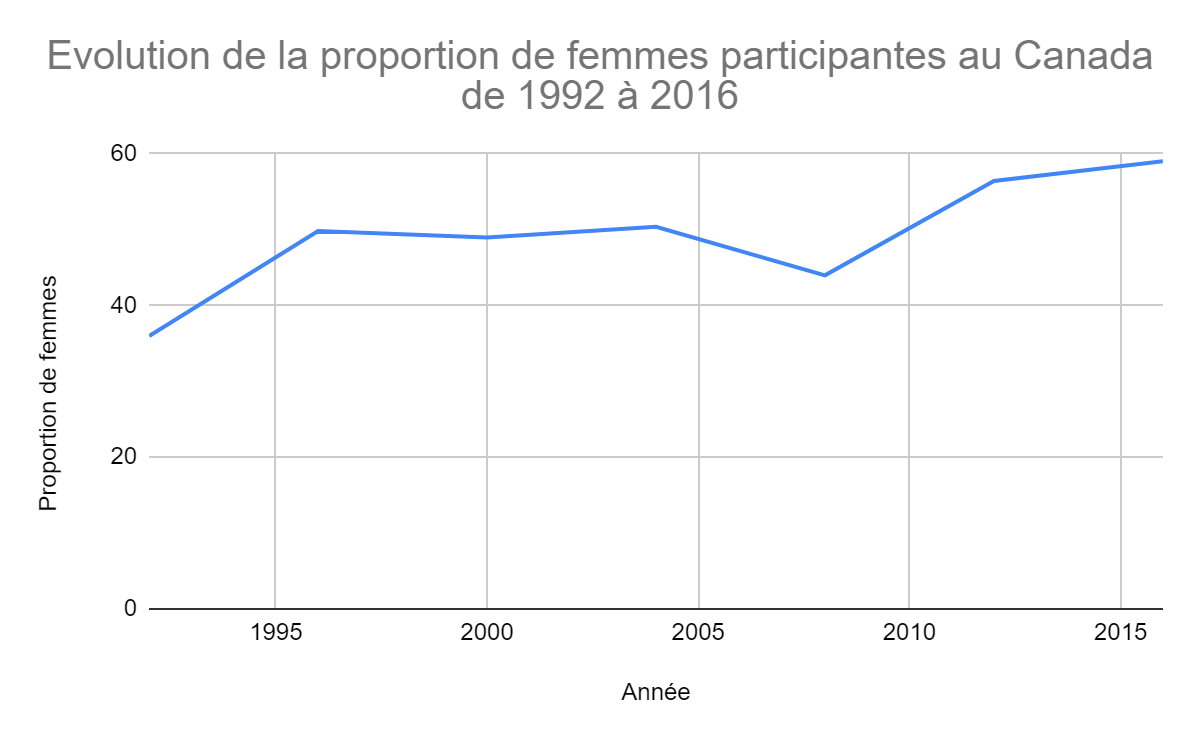 Evolution de la proportion de femmes participantes au Canada
de 1992 à 2016
60
40
20
0
Proportion de femmes
1995
2000
2005
2010
2015
Année